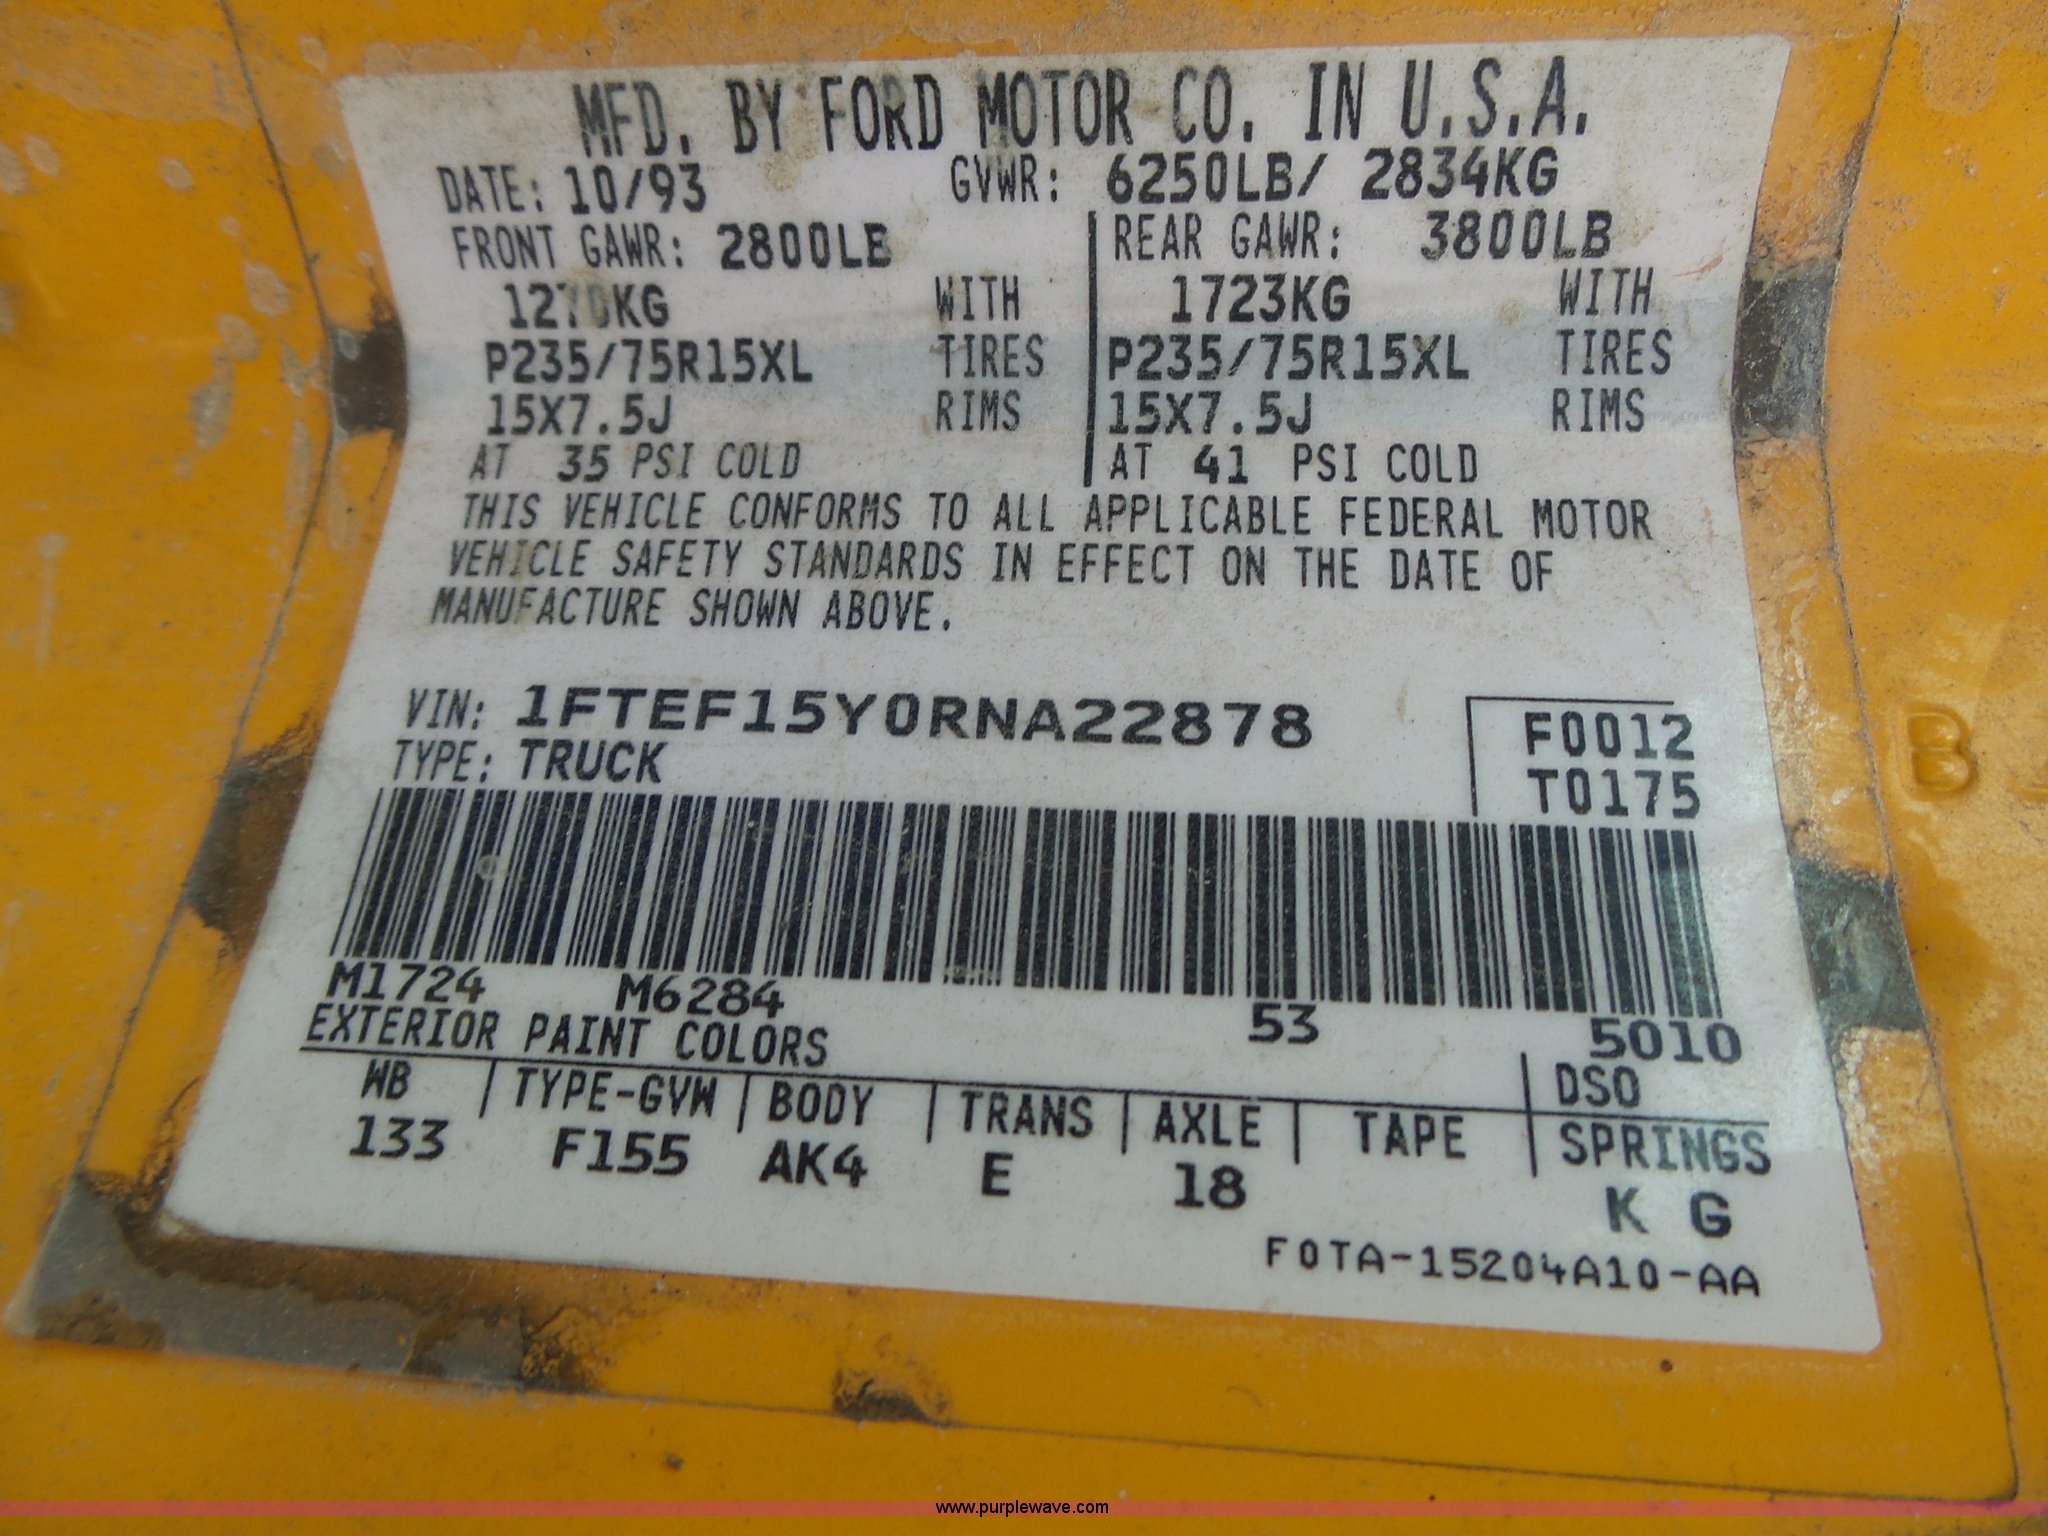 MFD. BY FORD MOTOR CO. IN U.S.A.
DATE: 10/93 GVWR: 6250LB/ 2834KG
FRONT GAWR: 2800LB REAR GAWR: 3800LB
1270KG WITH 1723KG WITH
P235/75R15XL TIRES P235/75R15XL TIRES
15X7.5J RIMS 15X7.5J RIMS
AT 35 PSI COLD AT 41 PSI COLD
THIS VEHICLE CONFORMS TO ALL APPLICABLE FEDERAL MOTOR
VEHICLE SAFETY STANDARDS IN EFFECT ON THE DATE OF
MANUFACTURE SHOWN ABOVE.
VIN: 1FTEF15Y0RNA22878 F0012
TYPE: TRUCK T0175
M1724 M6284 53 5010
EXTERIOR PAINT COLORS DSO
WB TYPE-GVW BODY TRANS AXLE TAPE SPRINGS
133 F155 AK4 E 18 K G
F0TA-15204A10-AA
B
www.purplewave.com